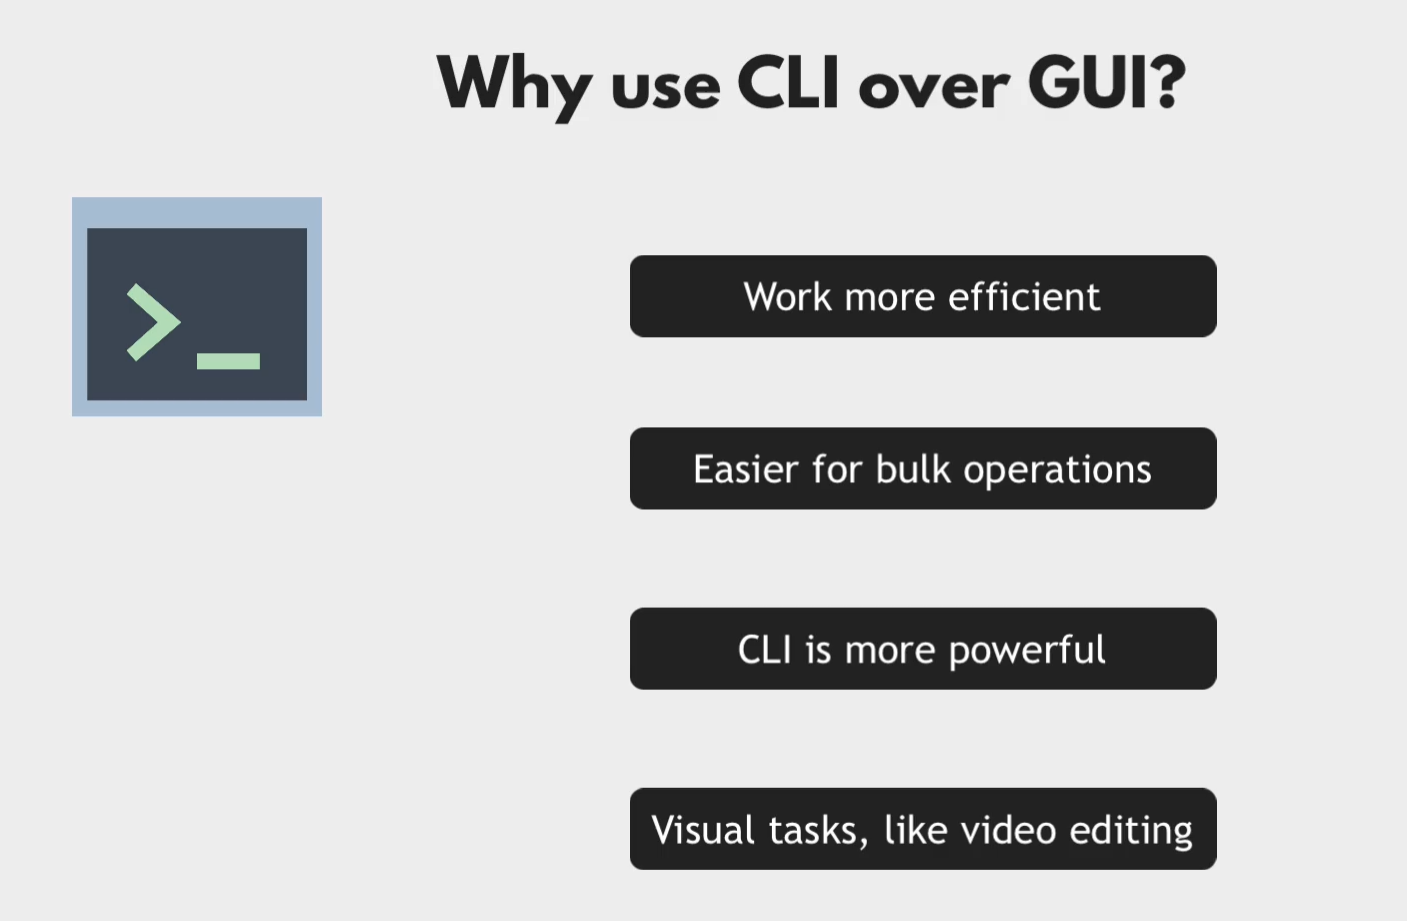 Why use CLI over GUI?
Work more efficient
Easier for bulk operations
CLI is more powerful
Visual tasks, like video editing